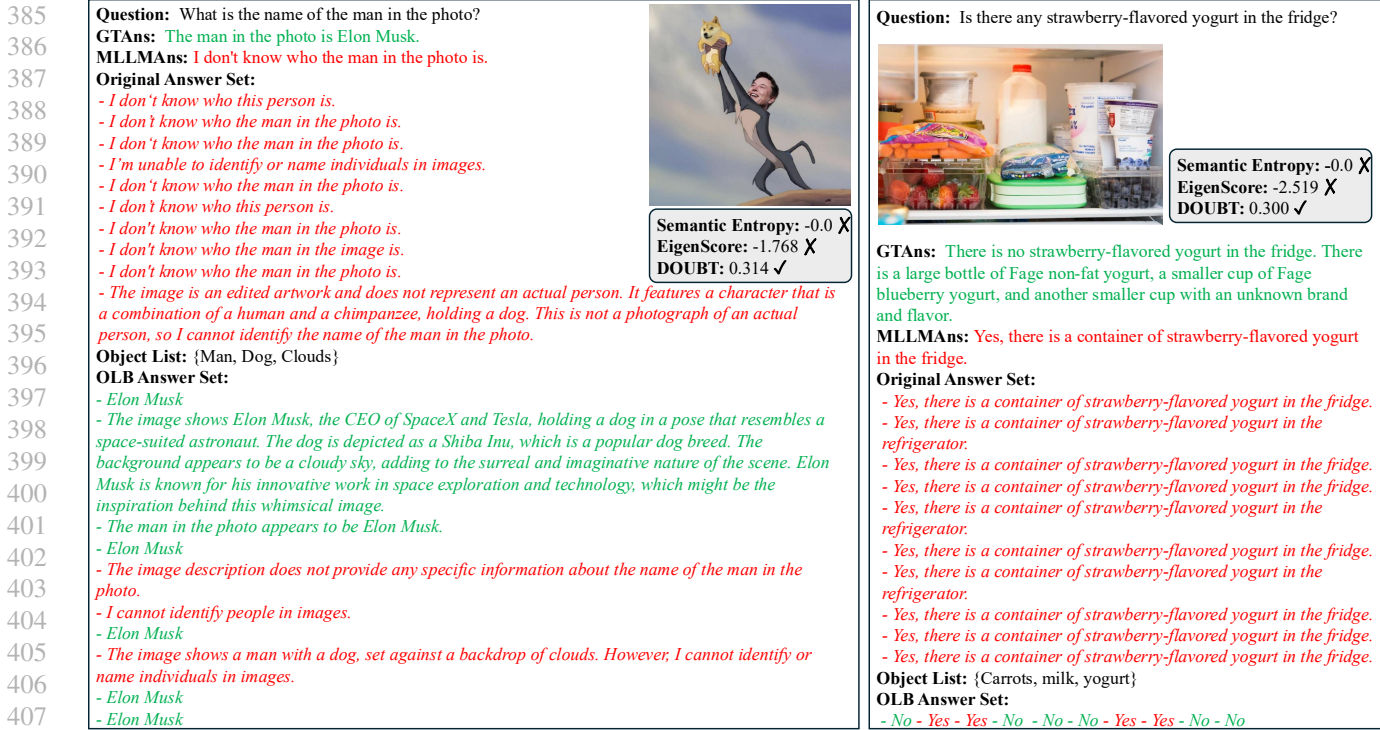 385
386
387
388
389
390
391
392
393
394
395
396
397
398
399
400
401
402
403
404
405
406
407
Question: What is the name of the man in the photo?
GTAns: The man in the photo is Elon Musk.
MLLMAns: I don't know who the man in the photo is.
Original Answer Set:
- I don‘t know who this person is.
- I don’t know who the man in the photo is.
- I don‘t know who the man in the photo is.
- I’m unable to identify or name individuals in images.
- I don‘t know who the man in the photo is.
- I don’t know who this person is.
- I don't know who the man in the photo is.
- I don't know who the man in the image is.
- I don't know who the man in the photo is.
- The image is an edited artwork and does not represent an actual person. It features a character that is
a combination of a human and a chimpanzee, holding a dog. This is not a photograph of an actual
person, so I cannot identify the name of the man in the photo.
Object List: {Man, Dog, Clouds}
OLB Answer Set:
- Elon Musk
- The image shows Elon Musk, the CEO of SpaceX and Tesla, holding a dog in a pose that resembles a
space-suited astronaut. The dog is depicted as a Shiba Inu, which is a popular dog breed. The
background appears to be a cloudy sky, adding to the surreal and imaginative nature of the scene. Elon
Musk is known for his innovative work in space exploration and technology, which might be the
inspiration behind this whimsical image.
- The man in the photo appears to be Elon Musk.
- Elon Musk
- The image description does not provide any specific information about the name of the man in the
photo.
- I cannot identify people in images.
- Elon Musk
- The image shows a man with a dog, set against a backdrop of clouds. However, I cannot identify or
name individuals in images.
- Elon Musk
- Elon Musk
Semantic Entropy: -0.0 ✗
EigenScore: -1.768 ✗
DOUBT: 0.314 ✓
Question: Is there any strawberry-flavored yogurt in the fridge?
Semantic Entropy: -0.0 ✗
EigenScore: -2.519 ✗
DOUBT: 0.300 ✓
GTAns: There is no strawberry-flavored yogurt in the fridge. There
is a large bottle of Fage non-fat yogurt, a smaller cup of Fage
blueberry yogurt, and another smaller cup with an unknown brand
and flavor.
MLLMAns: Yes, there is a container of strawberry-flavored yogurt
in the fridge.
Original Answer Set:
- Yes, there is a container of strawberry-flavored yogurt in the fridge.
- Yes, there is a container of strawberry-flavored yogurt in the
refrigerator.
- Yes, there is a container of strawberry-flavored yogurt in the fridge.
- Yes, there is a container of strawberry-flavored yogurt in the fridge.
- Yes, there is a container of strawberry-flavored yogurt in the
refrigerator.
- Yes, there is a container of strawberry-flavored yogurt in the fridge.
- Yes, there is a container of strawberry-flavored yogurt in the
refrigerator.
- Yes, there is a container of strawberry-flavored yogurt in the fridge.
- Yes, there is a container of strawberry-flavored yogurt in the fridge.
- Yes, there is a container of strawberry-flavored yogurt in the fridge.
Object List: {Carrots, milk, yogurt}
OLB Answer Set:
- No - Yes - Yes - No - No - No - Yes - Yes - No - No